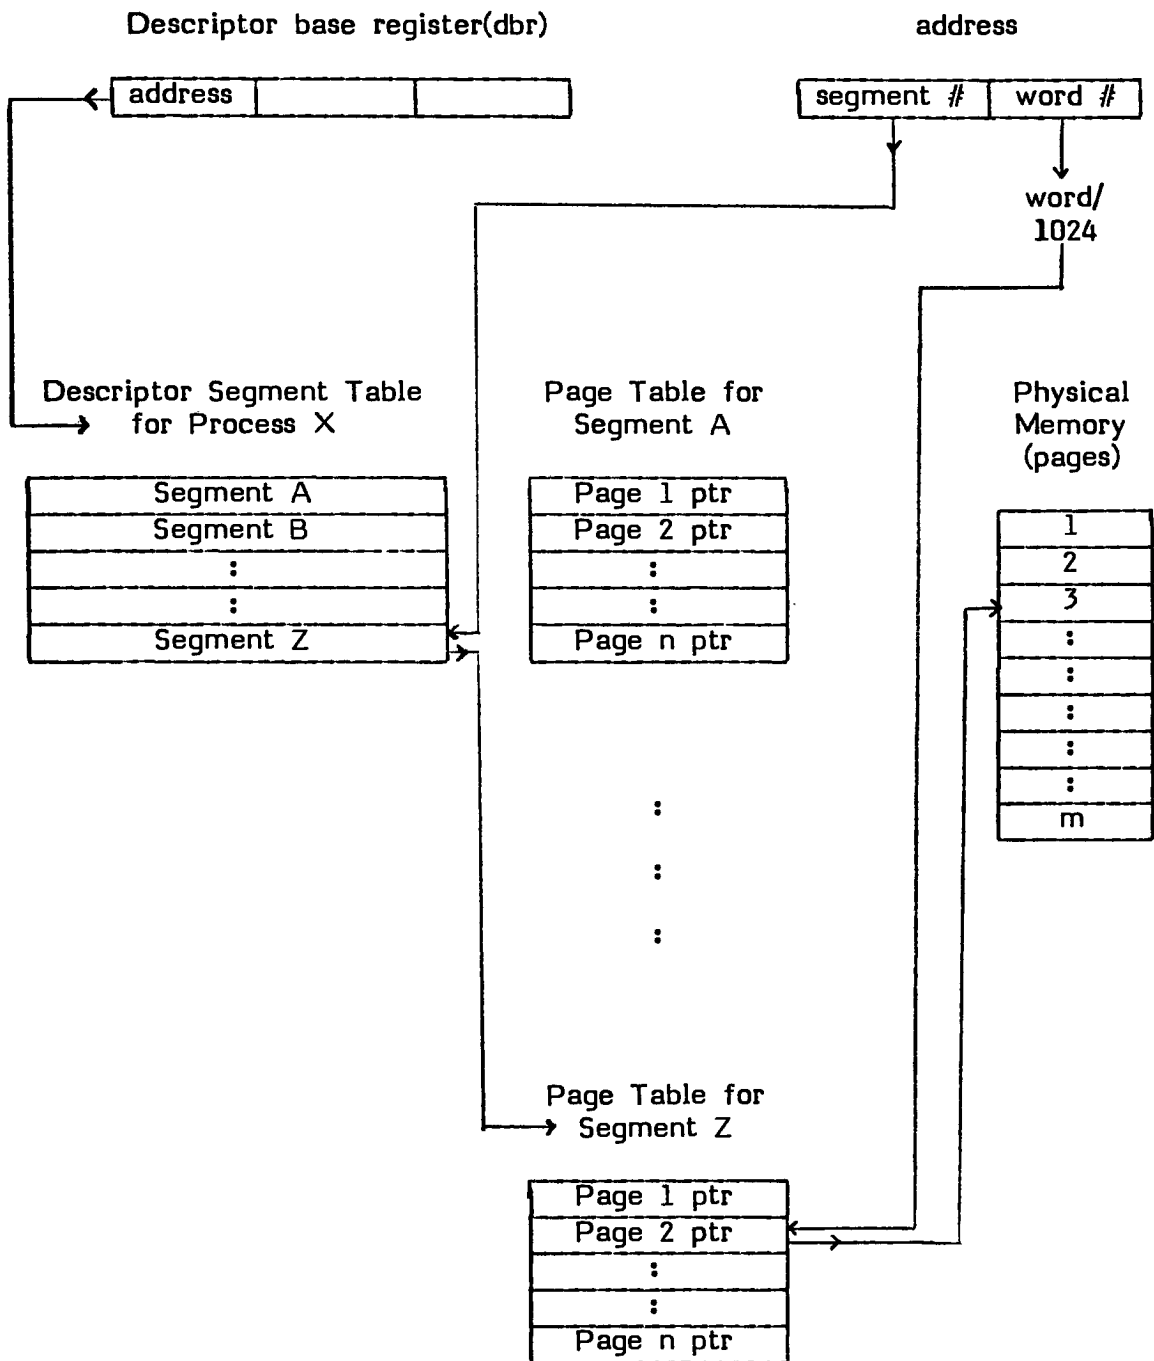 Descriptor base register(dbr)
address
address
segment #
word #
word/
1024
Descriptor Segment Table
for Process X
Segment A
Segment B
:
:
Segment Z
Page Table for
Segment A
Page 1 ptr
Page 2 ptr
:
:
Page n ptr
Physical
Memory
(pages)
1
2
3
:
:
:
:
:
m
:
:
:
Page Table for
Segment Z
Page 1 ptr
Page 2 ptr
:
:
Page n ptr